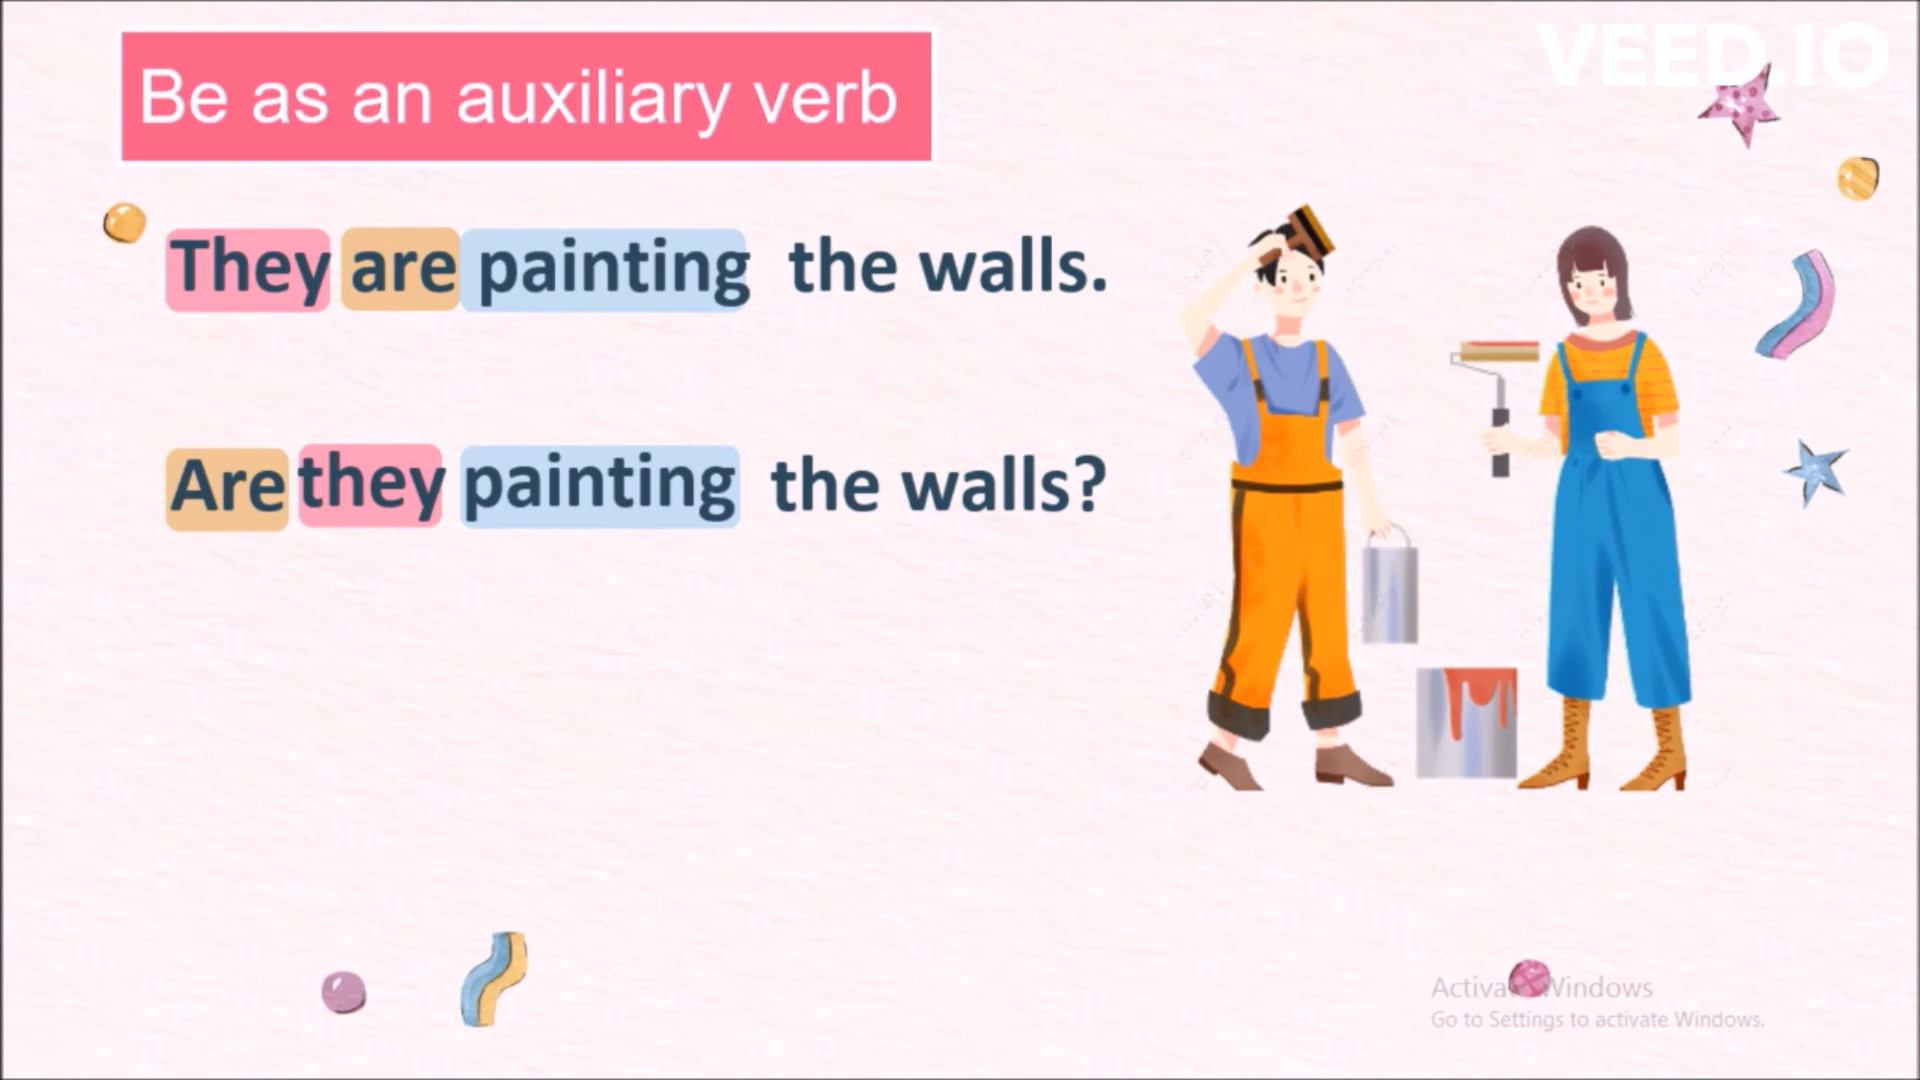 VEED.IO
Be as an auxiliary verb
They are painting the walls.
Are they painting the walls?
Activate Windows
Go to Settings to activate Windows.